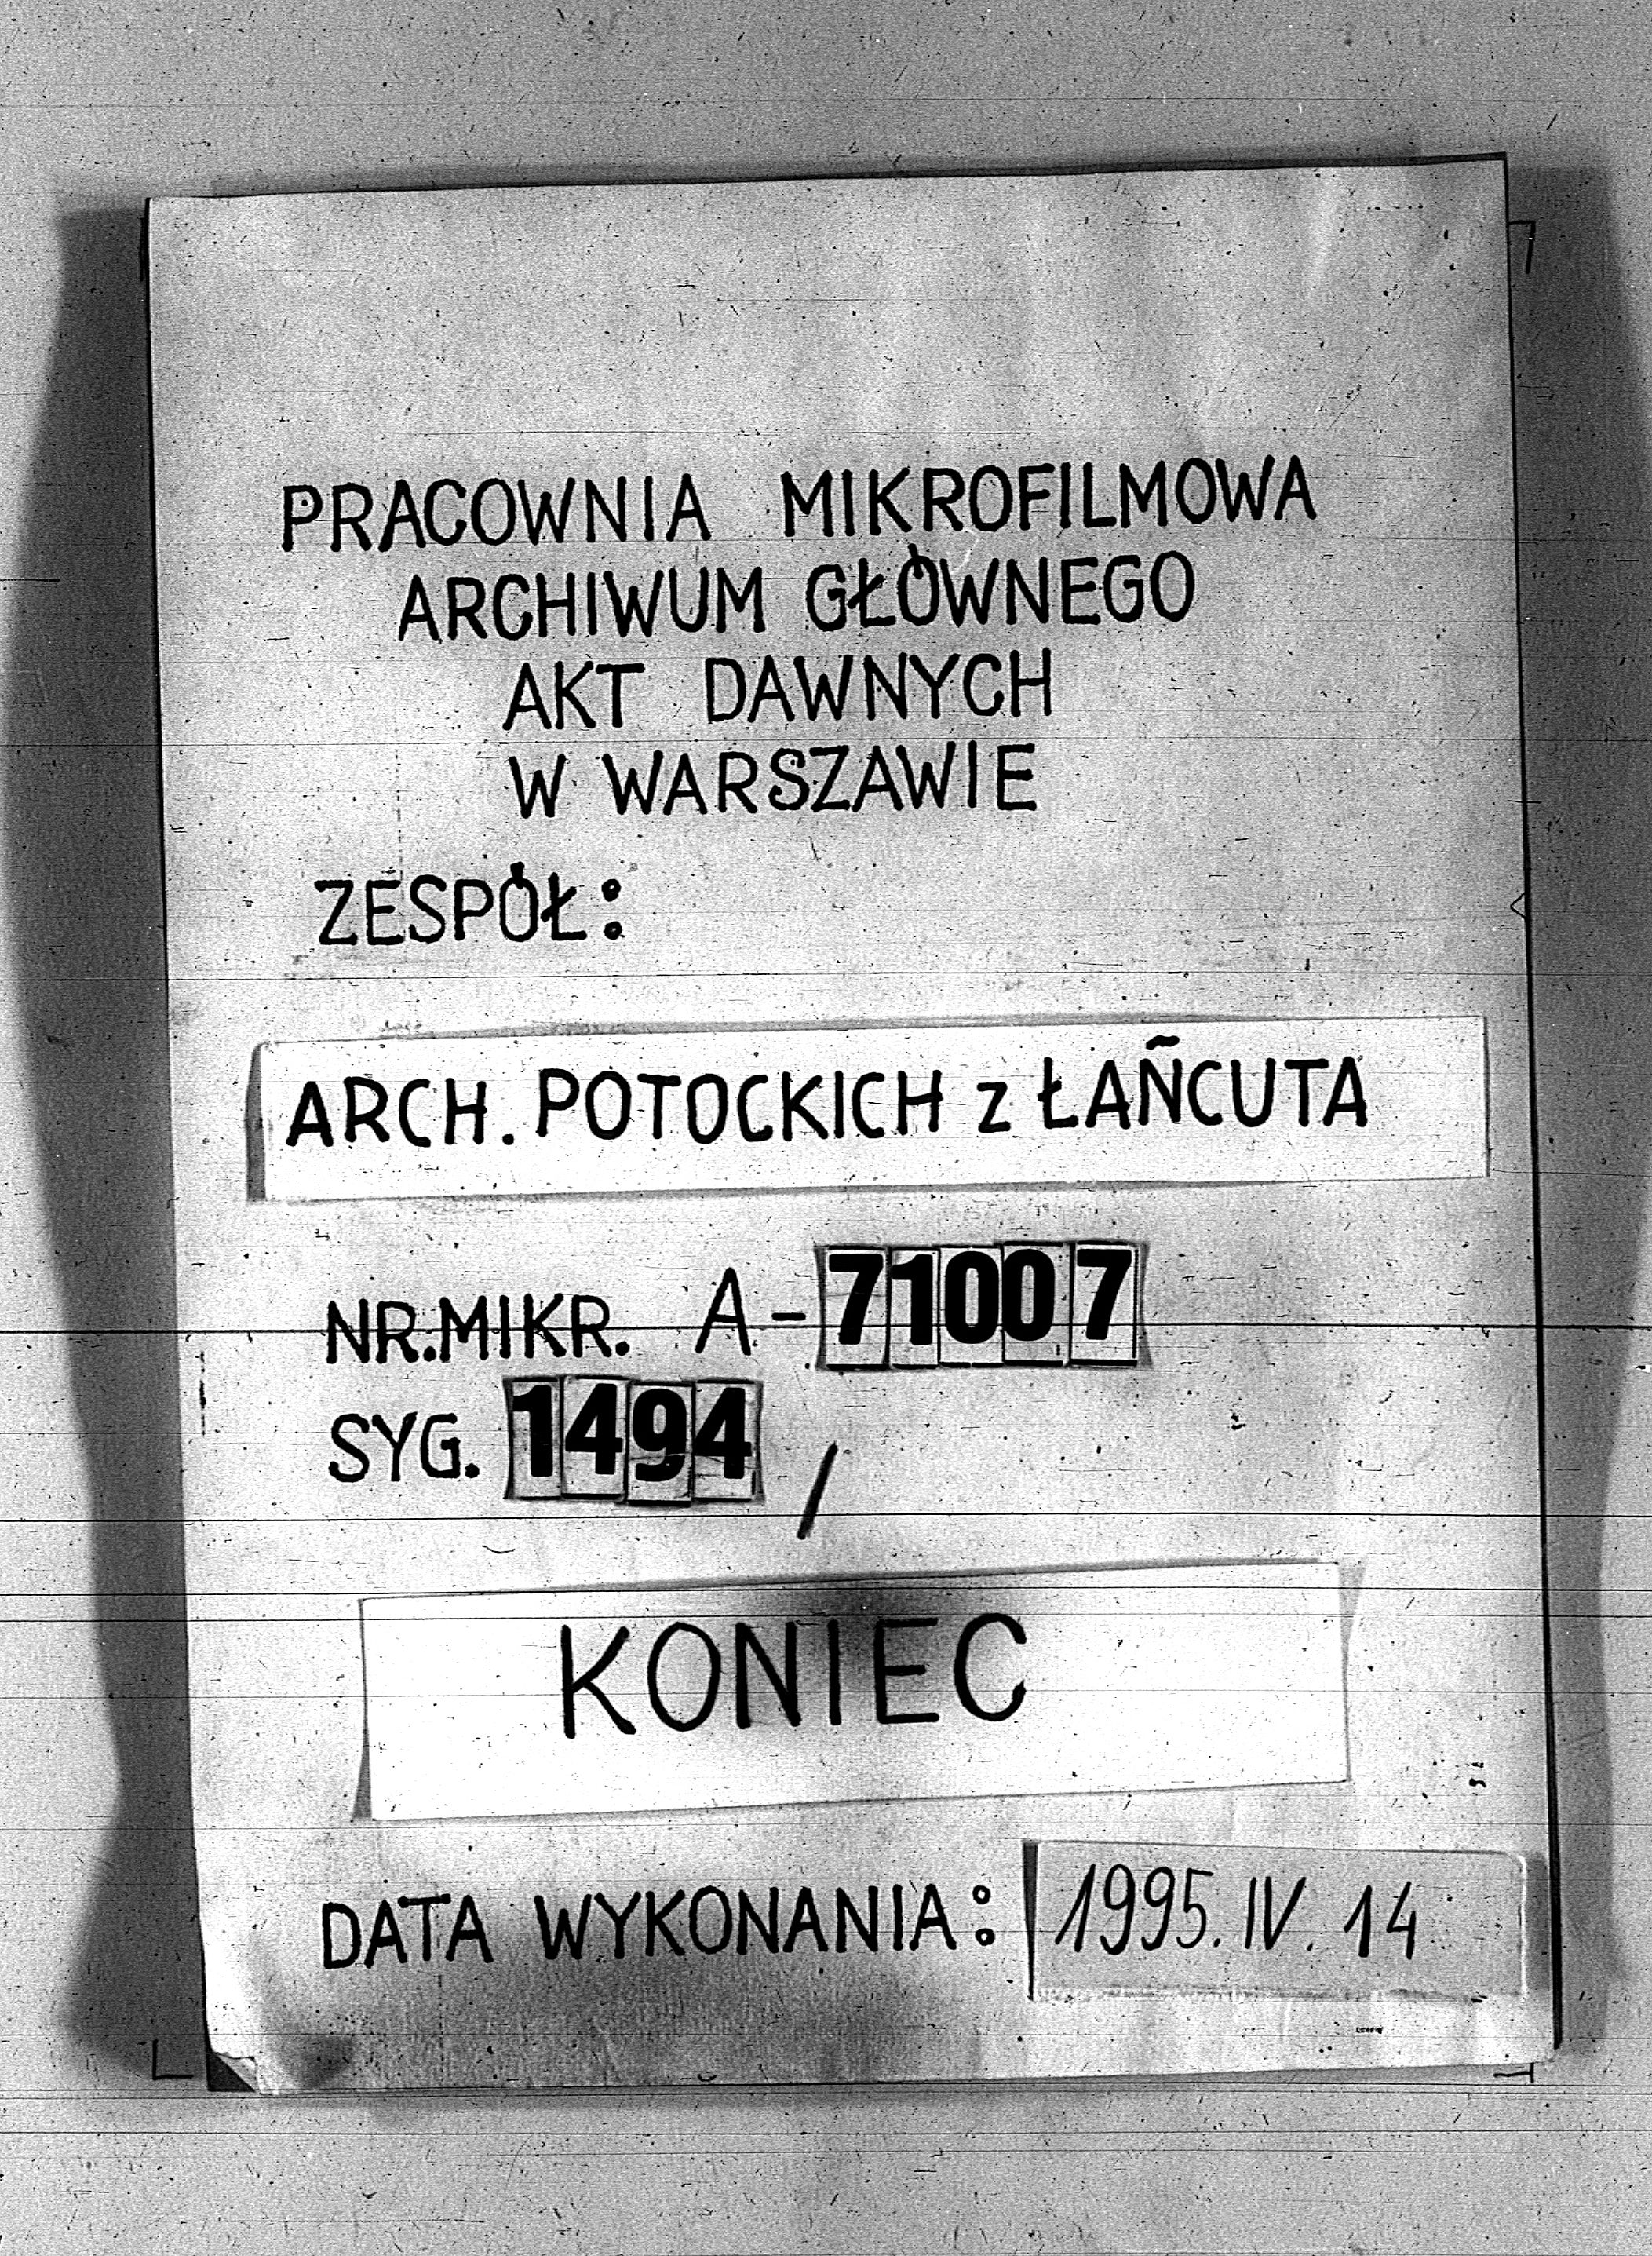 PRACOWNIA MIKROFILMOWA
ARCHIWUM GŁÓWNEGO
AKT DAWNYCH
W WARSZAWIE
ZESPÓŁ:
ARCH. POTOCKICH z ŁAŃCUTA
NR.MIKR. A-71007
SYG. 1494 /
KONIEC
DATA WYKONANIA: 1995.IV.14